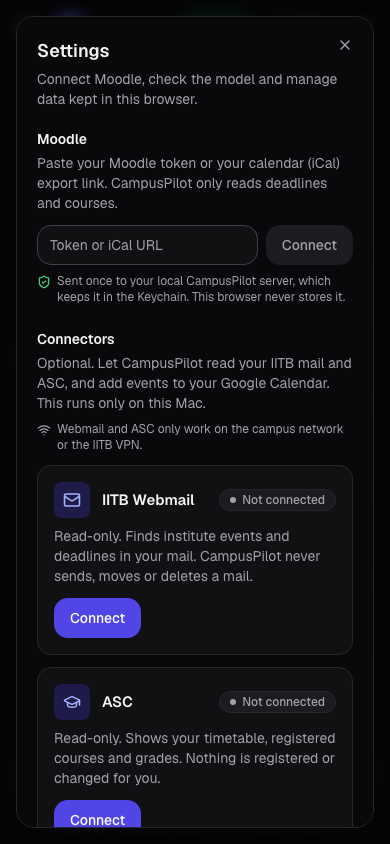 Settings
Connect Moodle, check the model and manage
data kept in this browser.
Moodle
Paste your Moodle token or your calendar (iCal)
export link. CampusPilot only reads deadlines
and courses.
Token or iCal URL
Connect
Sent once to your local CampusPilot server, which
keeps it in the Keychain. This browser never stores it.
Connectors
Optional. Let CampusPilot read your IITB mail and
ASC, and add events to your Google Calendar.
This runs only on this Mac.
Webmail and ASC only work on the campus network
or the IITB VPN.
IITB Webmail
Not connected
Read-only. Finds institute events and
deadlines in your mail. CampusPilot never
sends, moves or deletes a mail.
Connect
ASC
Not connected
Read-only. Shows your timetable, registered
courses and grades. Nothing is registered or
changed for you.
Connect